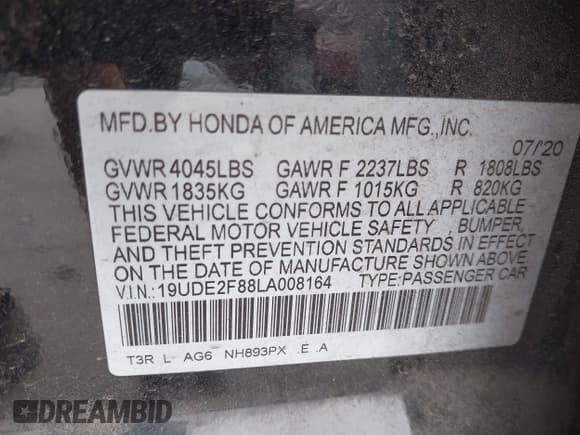 MFD.BY HONDA OF AMERICA MFG.,INC.
07/'20
GVWR 4045LBS GAWR F 2237LBS R 1808LBS
GVWR 1835KG GAWR F 1015KG R 820KG
THIS VEHICLE CONFORMS TO ALL APPLICABLE
FEDERAL MOTOR VEHICLE SAFETY , BUMPER,
AND THEFT PREVENTION STANDARDS IN EFFECT
ON THE DATE OF MANUFACTURE SHOWN ABOVE.
V.I.N.:19UDE2F88LA008164 TYPE:PASSENGER CAR
T3R L AG6 NH893PX .E .A
DREAMBID